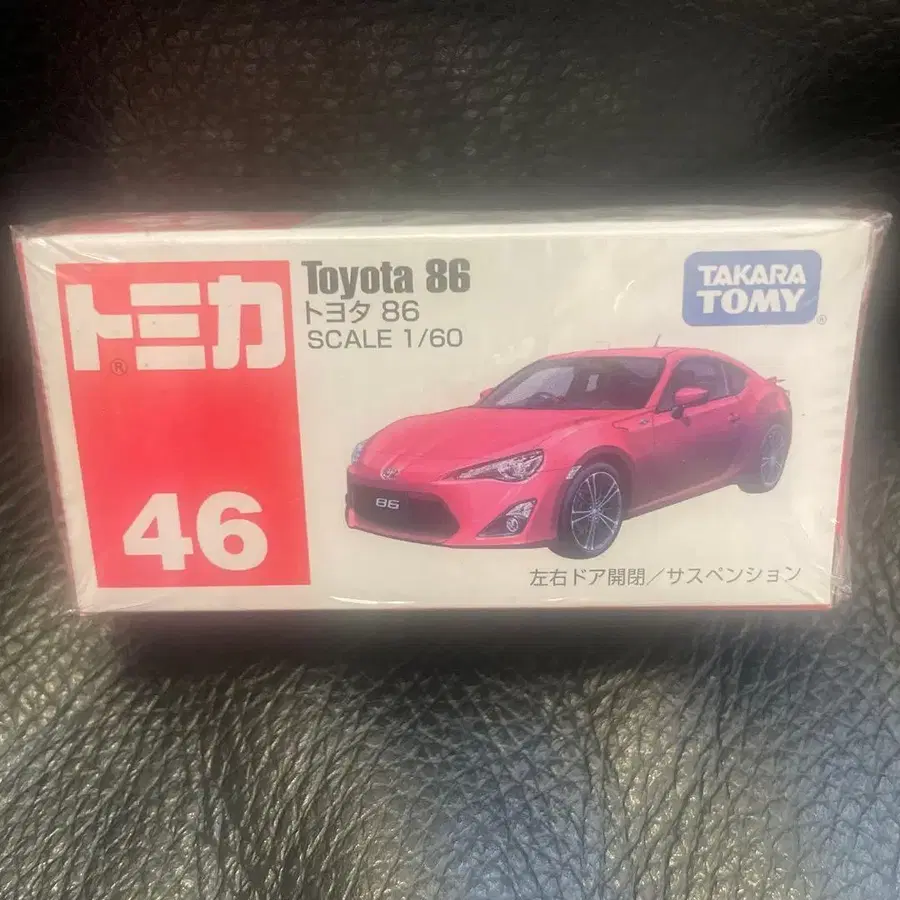 トミカ®
46
Toyota 86
トヨタ 86
SCALE 1/60
TAKARA
TOMY®
86
左右ドア開閉/サスペンション